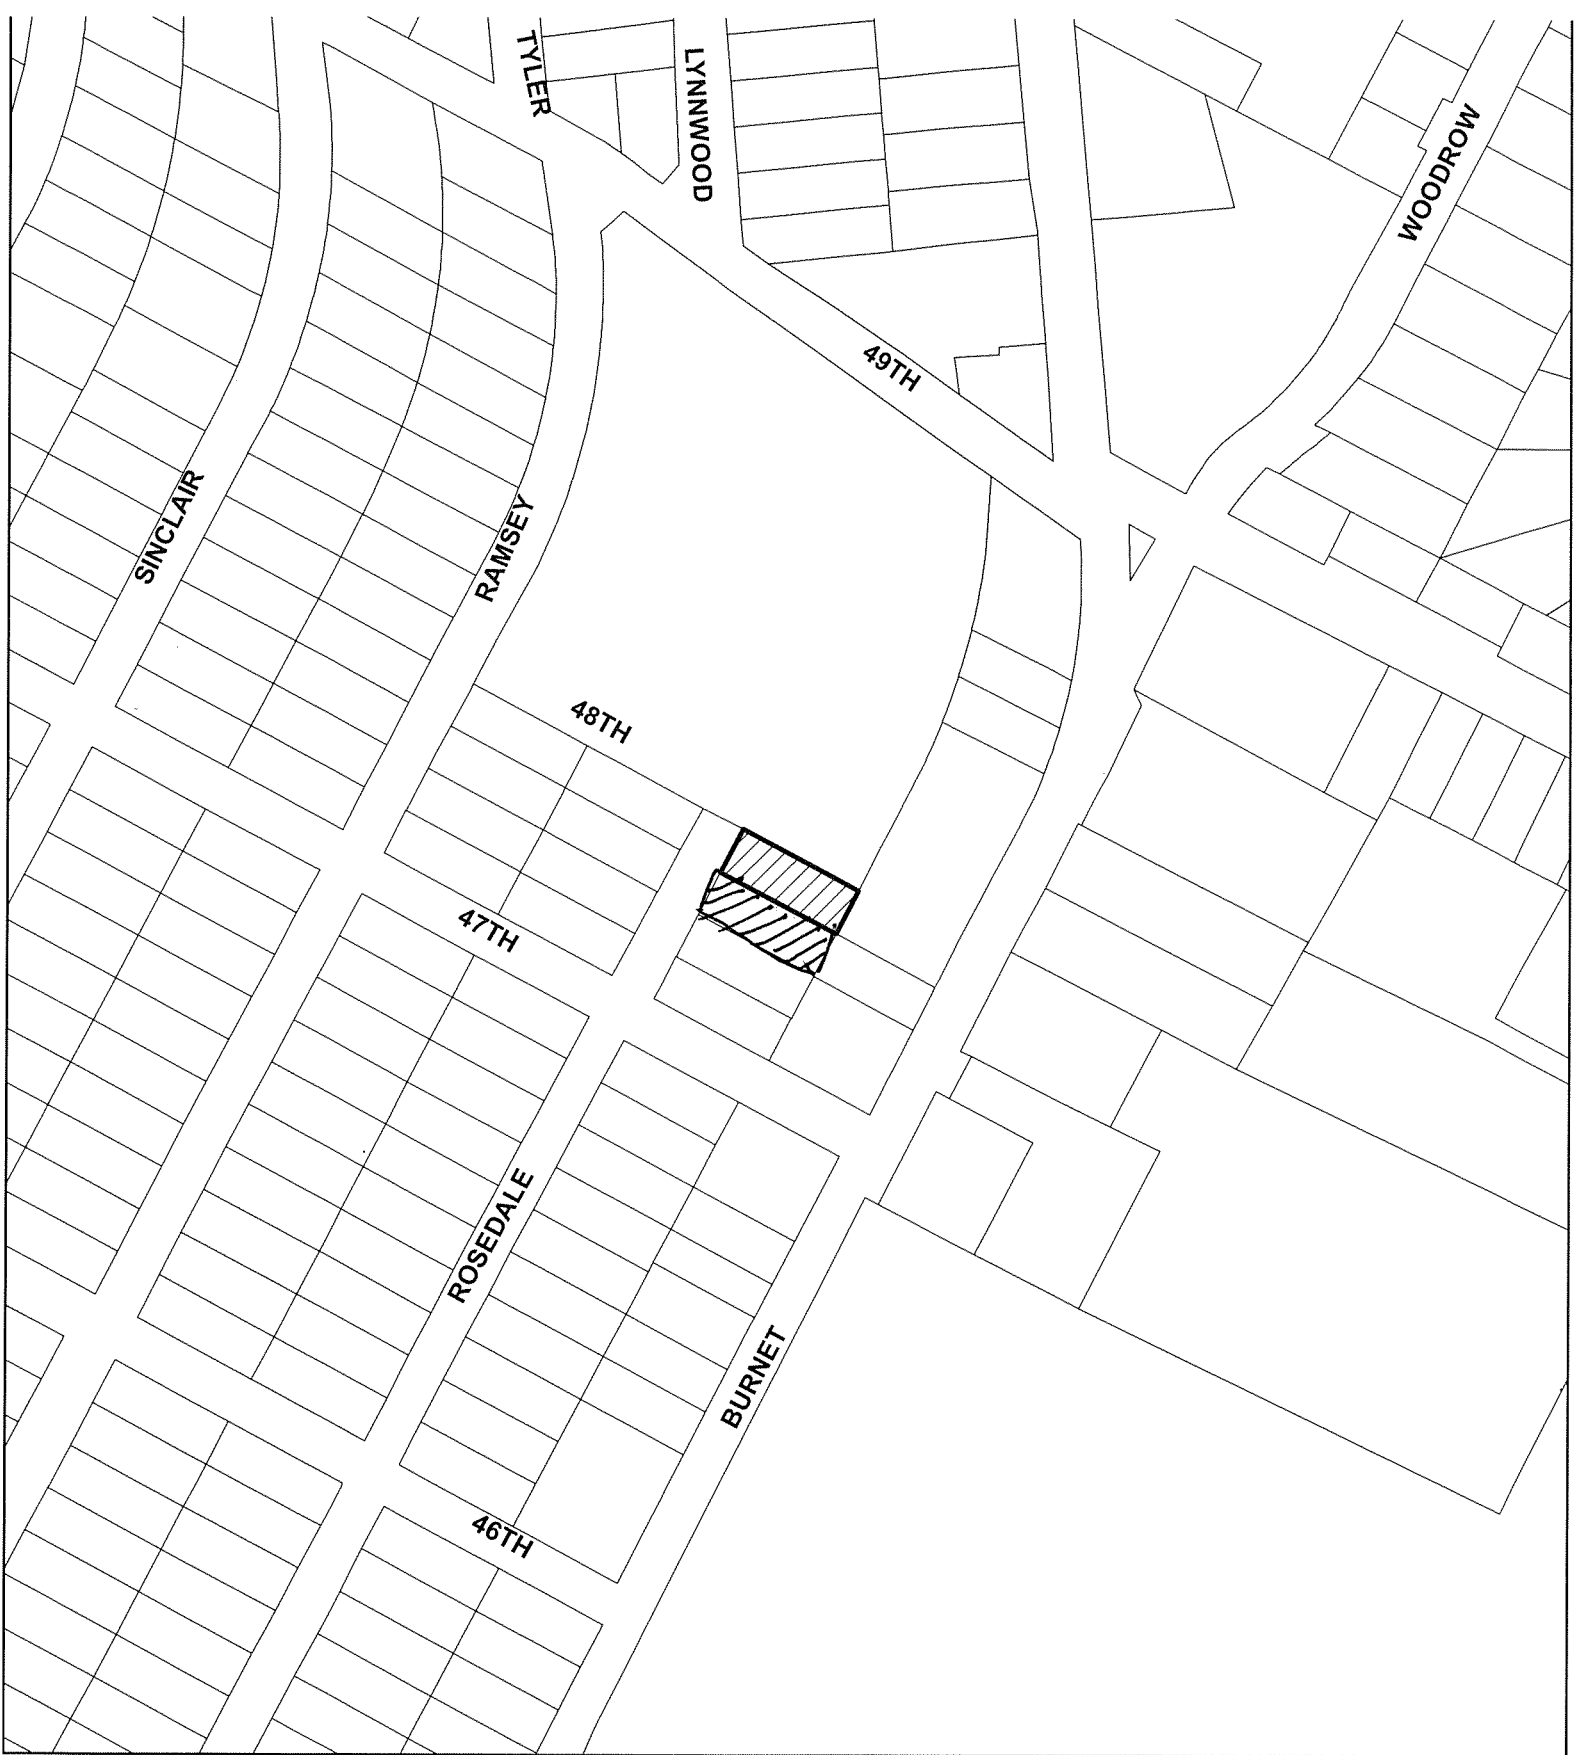 TYLER
LYNNWOOD
WOODROW
49TH
SINCLAIR
RAMSEY
48TH
47TH
ROSEDALE
BURNET
46TH